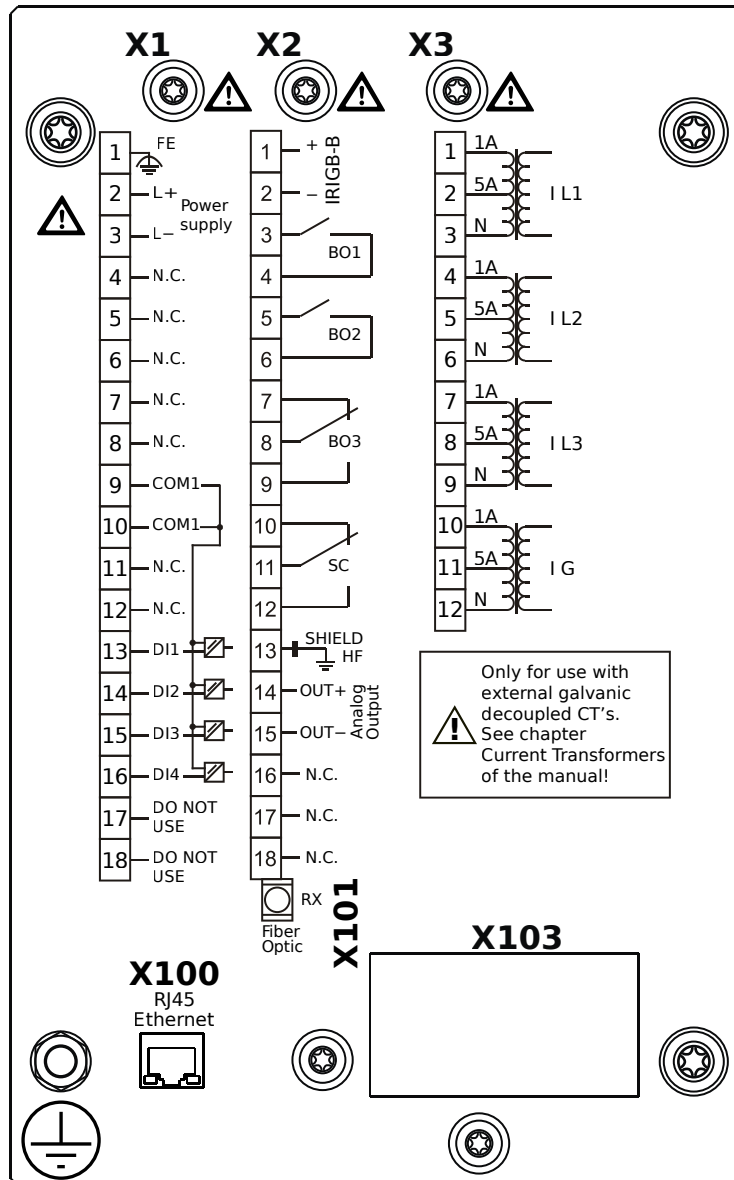 X1
X2
X3
1 FE
2 L+
3 L−
Power
supply
4 N.C.
5 N.C.
6 N.C.
7 N.C.
8 N.C.
9 COM1
10 COM1
11 N.C.
12 N.C.
13 DI1
14 DI2
15 DI3
16 DI4
17 DO NOT
USE
18 DO NOT
USE
1 +
2 −
IRIGB-B
3
4
BO1
5
6
BO2
7
8
9
BO3
10
11
12
SC
13 SHIELD
HF
14 OUT+
15 OUT−
Analog
Output
16 N.C.
17 N.C.
18 N.C.
RX
Fiber
Optic
X101
1 1A
2 5A
3 N
I L1
4 1A
5 5A
6 N
I L2
7 1A
8 5A
9 N
I L3
10 1A
11 5A
12 N
I G
Only for use with
external galvanic
decoupled CT's.
See chapter
Current Transformers
of the manual!
X100
RJ45
Ethernet
X103